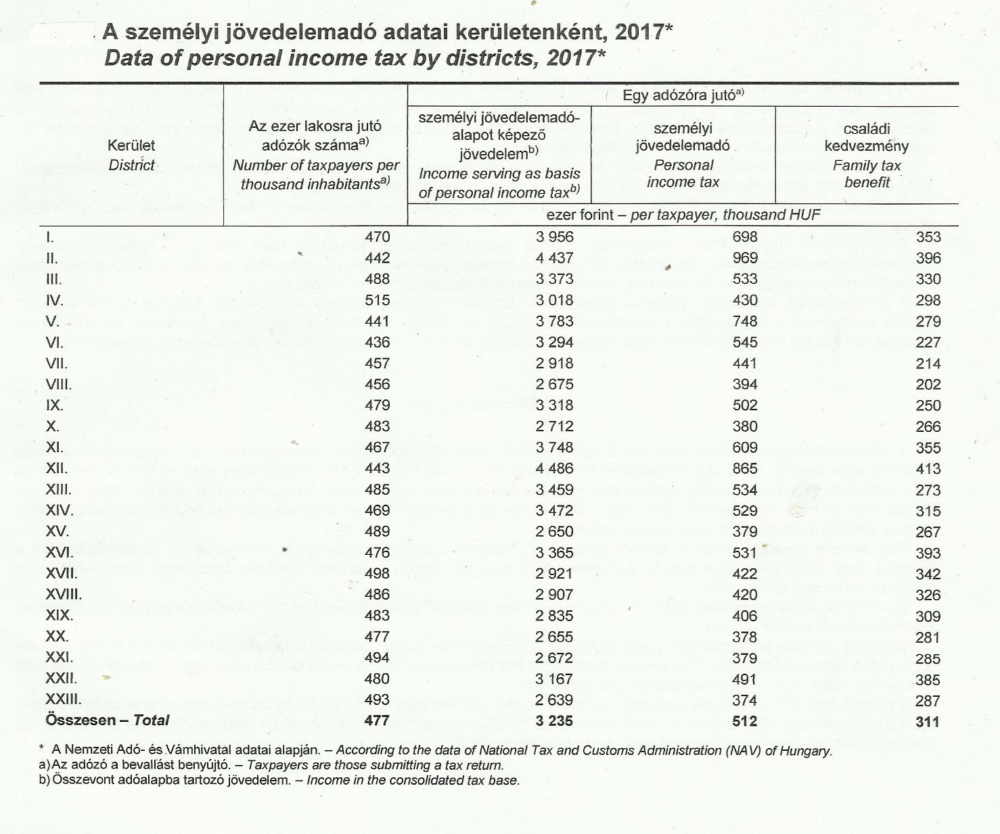 A személyi jövedelemadó adatai kerületenként, 2017*
Data of personal income tax by districts, 2017*
Egy adózóra jutóa)
Kerület
District
Az ezer lakosra jutó
adózók számaa)
Number of taxpayers per
thousand inhabitantsa)
személyi jövedelemadó-
alapot képező
jövedelemb)
Income serving as basis
of personal income taxb)
személyi
jövedelemadó
Personal
income tax
családi
kedvezmény
Family tax
benefit
ezer forint – per taxpayer, thousand HUF
I. 470 3 956 698 353
II. 442 4 437 969 396
III. 488 3 373 533 330
IV. 515 3 018 430 298
V. 441 3 783 748 279
VI. 436 3 294 545 227
VII. 457 2 918 441 214
VIII. 456 2 675 394 202
IX. 479 3 318 502 250
X. 483 2 712 380 266
XI. 467 3 748 609 355
XII. 443 4 486 865 413
XIII. 485 3 459 534 273
XIV. 469 3 472 529 315
XV. 489 2 650 379 267
XVI. 476 3 365 531 393
XVII. 498 2 921 422 342
XVIII. 486 2 907 420 326
XIX. 483 2 835 406 309
XX. 477 2 655 378 281
XXI. 494 2 672 379 285
XXII. 480 3 167 491 385
XXIII. 493 2 639 374 287
Összesen – Total 477 3 235 512 311
* A Nemzeti Adó- és Vámhivatal adatai alapján. – According to the data of National Tax and Customs Administration (NAV) of Hungary.
a) Az adózó a bevallást benyújtó. – Taxpayers are those submitting a tax return.
b) Összevont adóalapba tartozó jövedelem. – Income in the consolidated tax base.